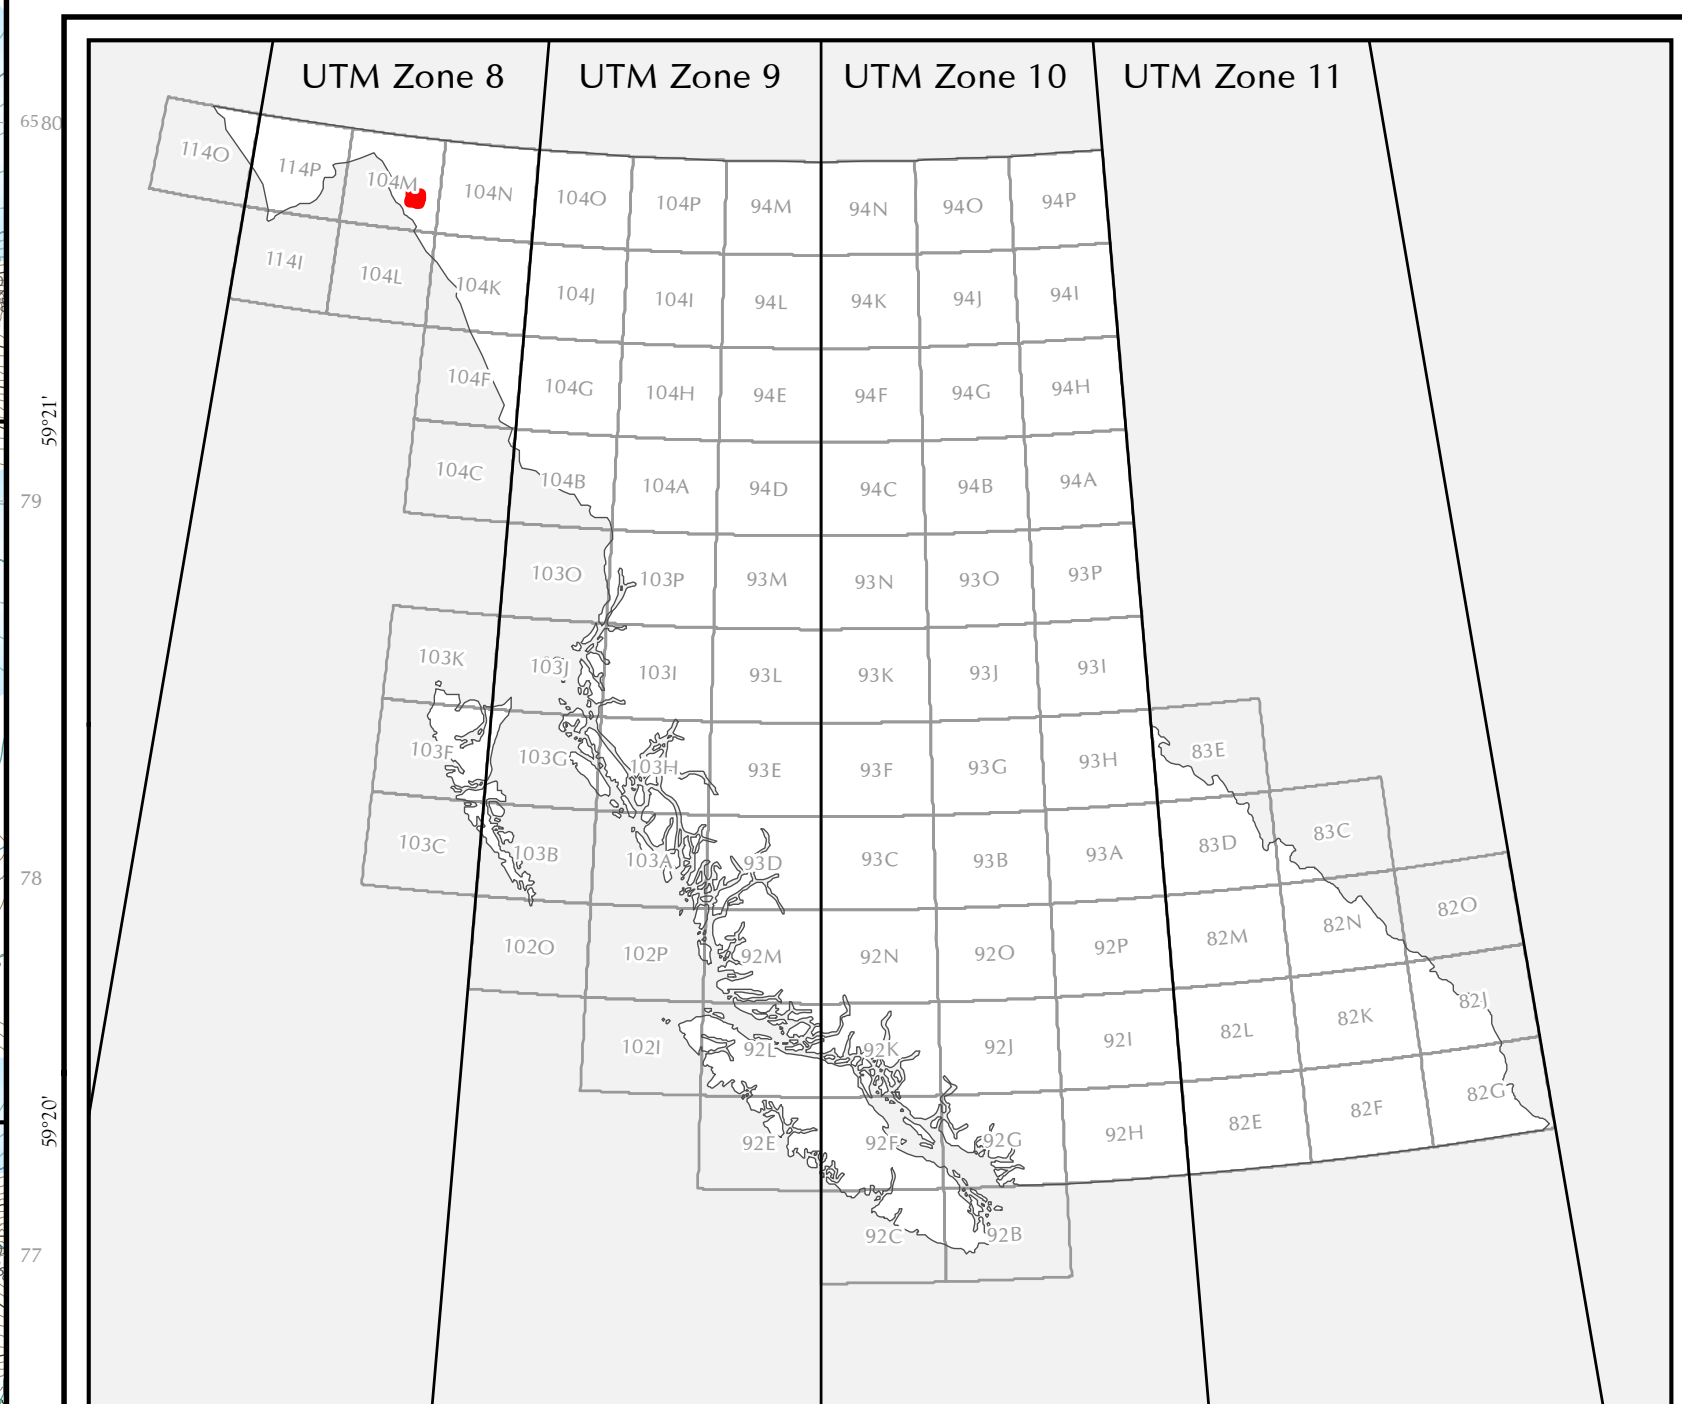 UTM Zone 8 UTM Zone 9 UTM Zone 10 UTM Zone 11
6580
114O 114P 104M 104N 104O 104P 94M 94N 94O 94P
114I 104L 104K 104J 104I 94L 94K 94J 94I
104F 104G 104H 94E 94F 94G 94H
59°21'
104C 104B 104A 94D 94C 94B 94A
79
103O 103P 93M 93N 93O 93P
103K 103J 103I 93L 93K 93J 93I
103F 103G 103H 93E 93F 93G 93H 83E
103C 103B 103A 93D 93C 93B 93A 83D 83C
78
102O 102P 92M 92N 92O 92P 82M 82N 82O
102I 92L 92K 92J 92I 82L 82K 82J
59°20'
92E 92F 92G 92H 82E 82F 82G
77
92C 92B